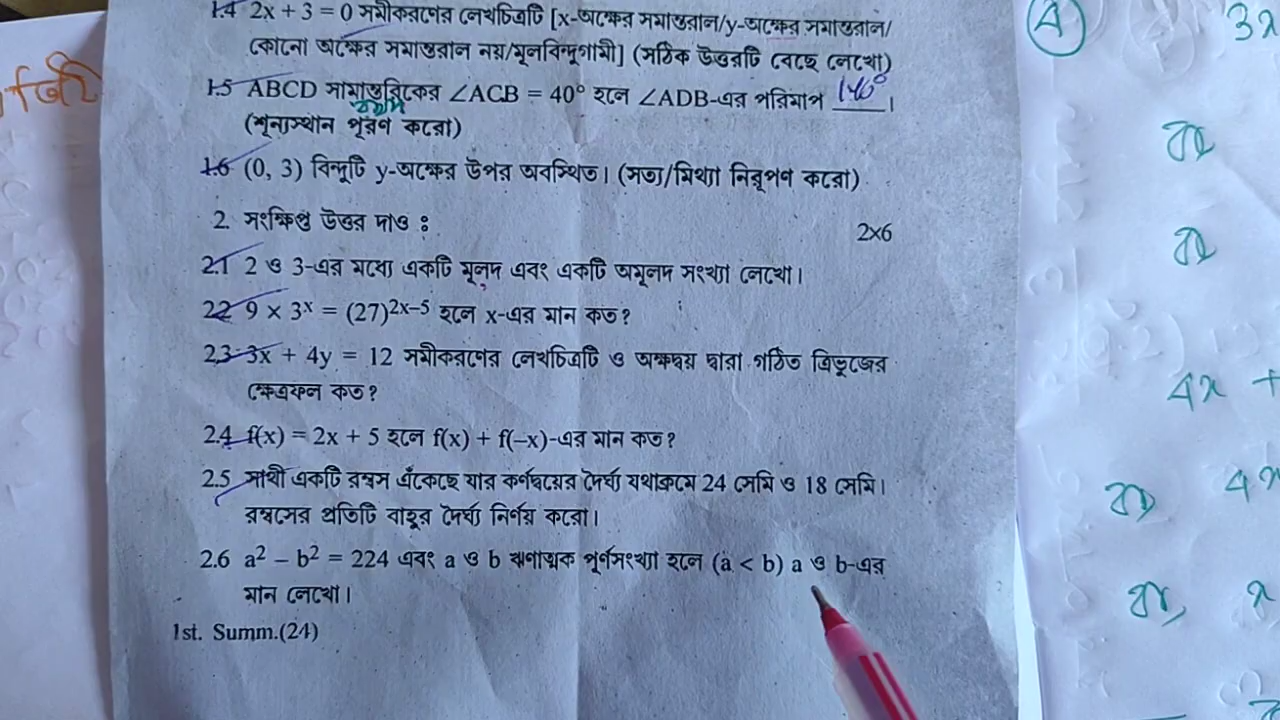 1.4 2x + 3 = 0 সমীকরণের লেখচিত্রটি [x-অক্ষের সমান্তরাল/y-অক্ষের সমান্তরাল/
কোনো অক্ষের সমান্তরাল নয়/মূলবিন্দুগামী] (সঠিক উত্তরটি বেছে লেখো)
1.5 ABCD সামান্তরিকের ∠ACB = 40° হলে ∠ADB-এর পরিমাপ 140° ।
(শূন্যস্থান পূরণ করো)
1.6 (0, 3) বিন্দুটি y-অক্ষের উপর অবস্থিত। (সত্য/মিথ্যা নিরূপণ করো)
2. সংক্ষিপ্ত উত্তর দাও ঃ
2×6
2.1 2 ও 3-এর মধ্যে একটি মূলদ এবং একটি অমূলদ সংখ্যা লেখো।
2.2 9 × 3ˣ = (27)²ˣ⁻⁵ হলে x-এর মান কত?
2.3 3x + 4y = 12 সমীকরণের লেখচিত্রটি ও অক্ষদ্বয় দ্বারা গঠিত ত্রিভুজের
ক্ষেত্রফল কত?
2.4 f(x) = 2x + 5 হলে f(x) + f(−x)-এর মান কত?
2.5 সাথী একটি রম্বস এঁকেছে যার কর্ণদ্বয়ের দৈর্ঘ্য যথাক্রমে 24 সেমি ও 18 সেমি।
রম্বসের প্রতিটি বাহুর দৈর্ঘ্য নির্ণয় করো।
2.6 a² − b² = 224 এবং a ও b ঋণাত্মক পূর্ণসংখ্যা হলে (a < b) a ও b-এর
মান লেখো।
1st. Summ.(24)
A
3x
বা
বা
4x +
বা 4x
বা, x